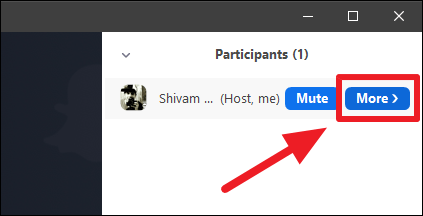 Participants (1)
Shivam ... (Host, me) Mute More